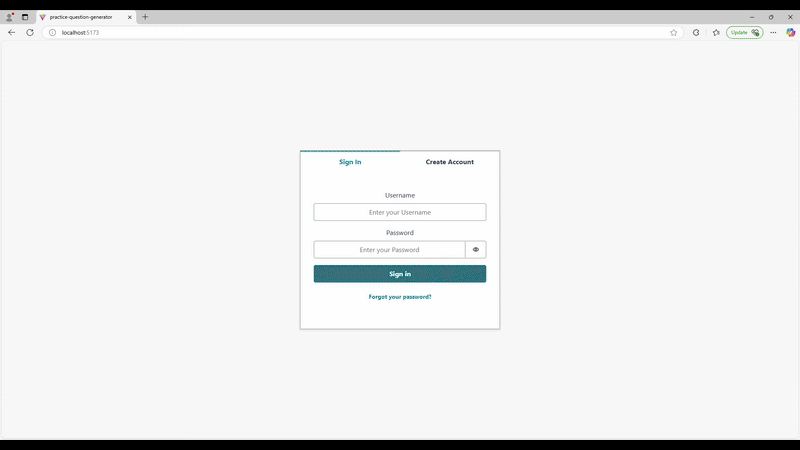 practice-question-generator
localhost:5173
Update
Sign In
Create Account
Username
Enter your Username
Password
Enter your Password
Sign in
Forgot your password?